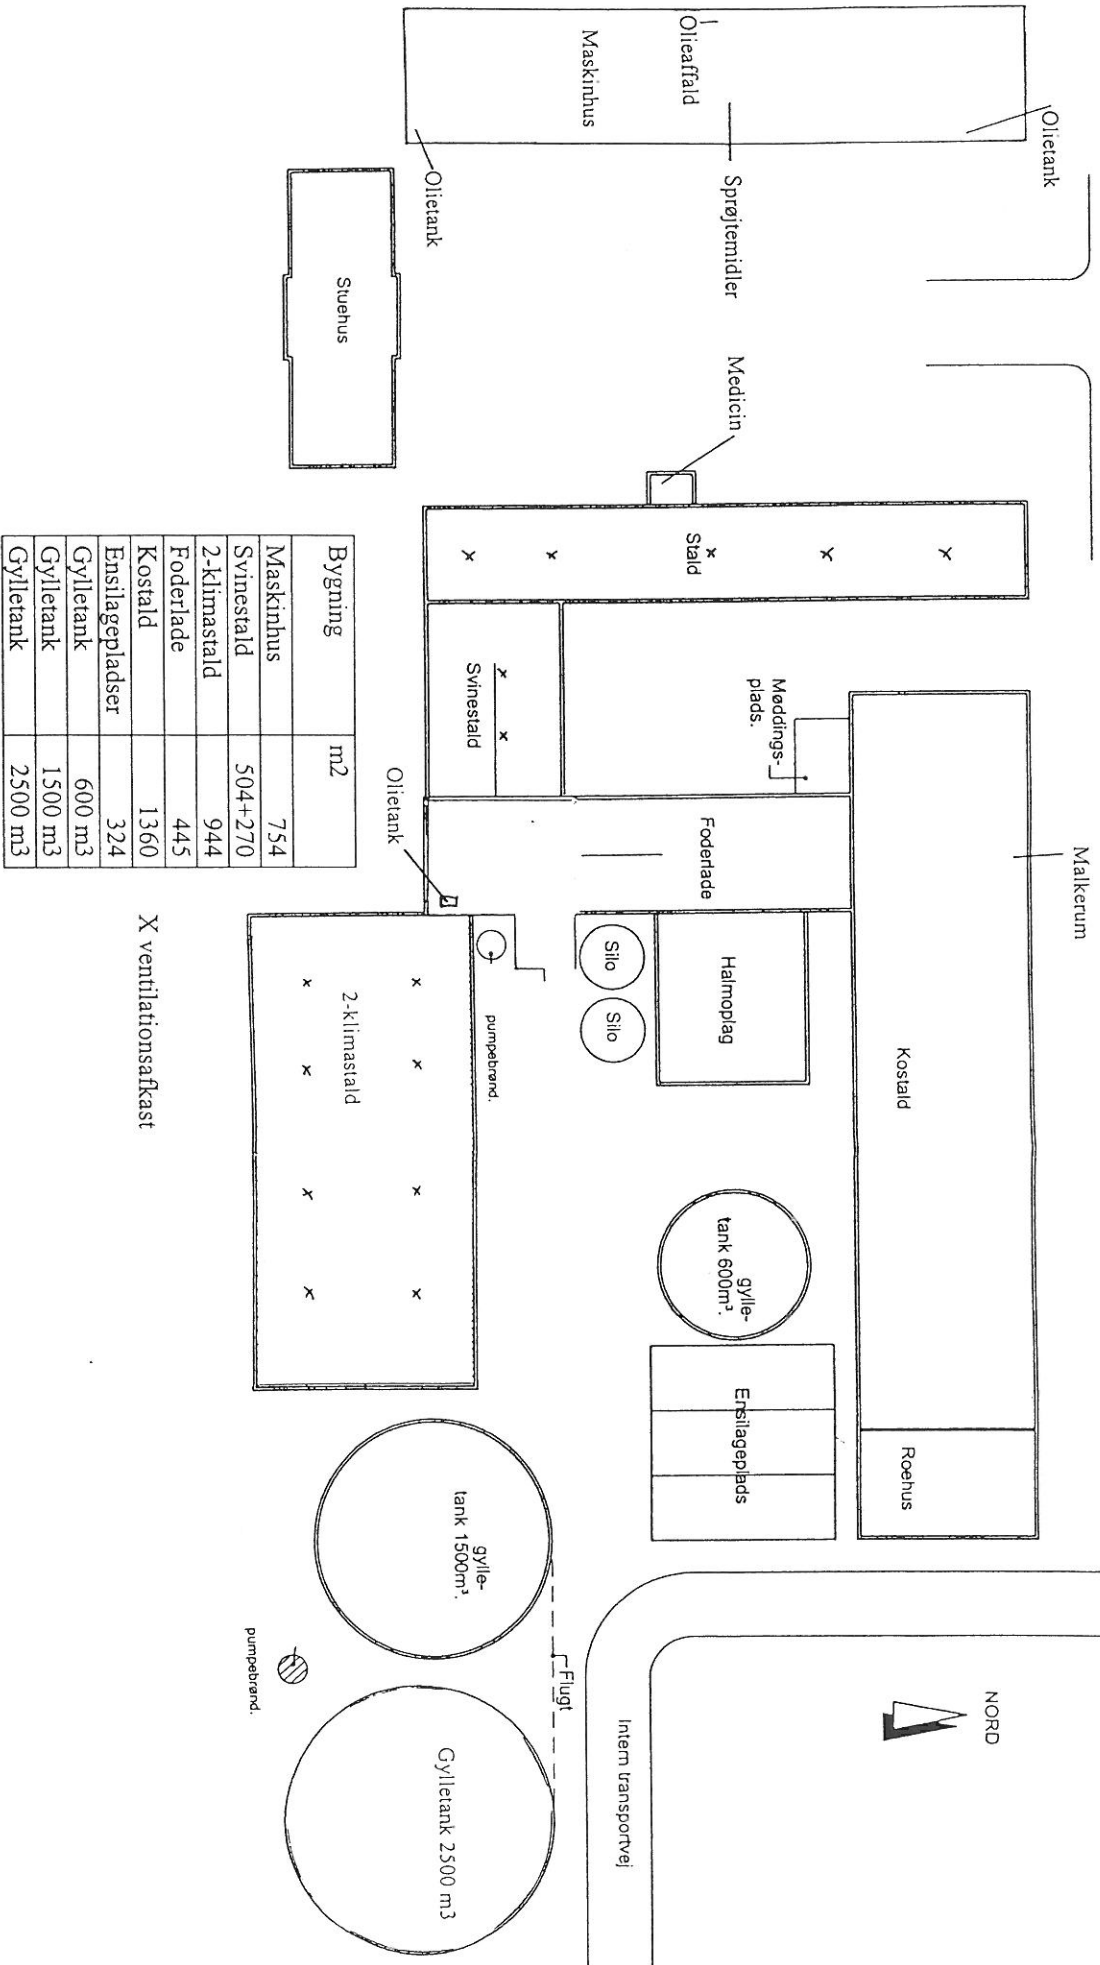 Olietank
Olieaffald
Maskinhus
Sprøjtemidler
Olietank
Stuehus
Medicin
Stald
Svinestald
Møddings-
plads.
Malkerum
Foderlade
Olietank
Silo
Silo
Halmoplag
Kostald
pumpebrønd.
2-klimastald
gylle-
tank 600m³.
Ensilageplads
Roehus
gylle-
tank 1500m³.
Flugt
pumpebrønd.
Gylletank 2500 m3
Intern transportvej
NORD
Bygning m2
Maskinhus 754
Svinestald 504+270
2-klimastald 944
Foderlade 445
Kostald 1360
Ensilagepladser 324
Gylletank 600 m3
Gylletank 1500 m3
Gylletank 2500 m3
X ventilationsafkast